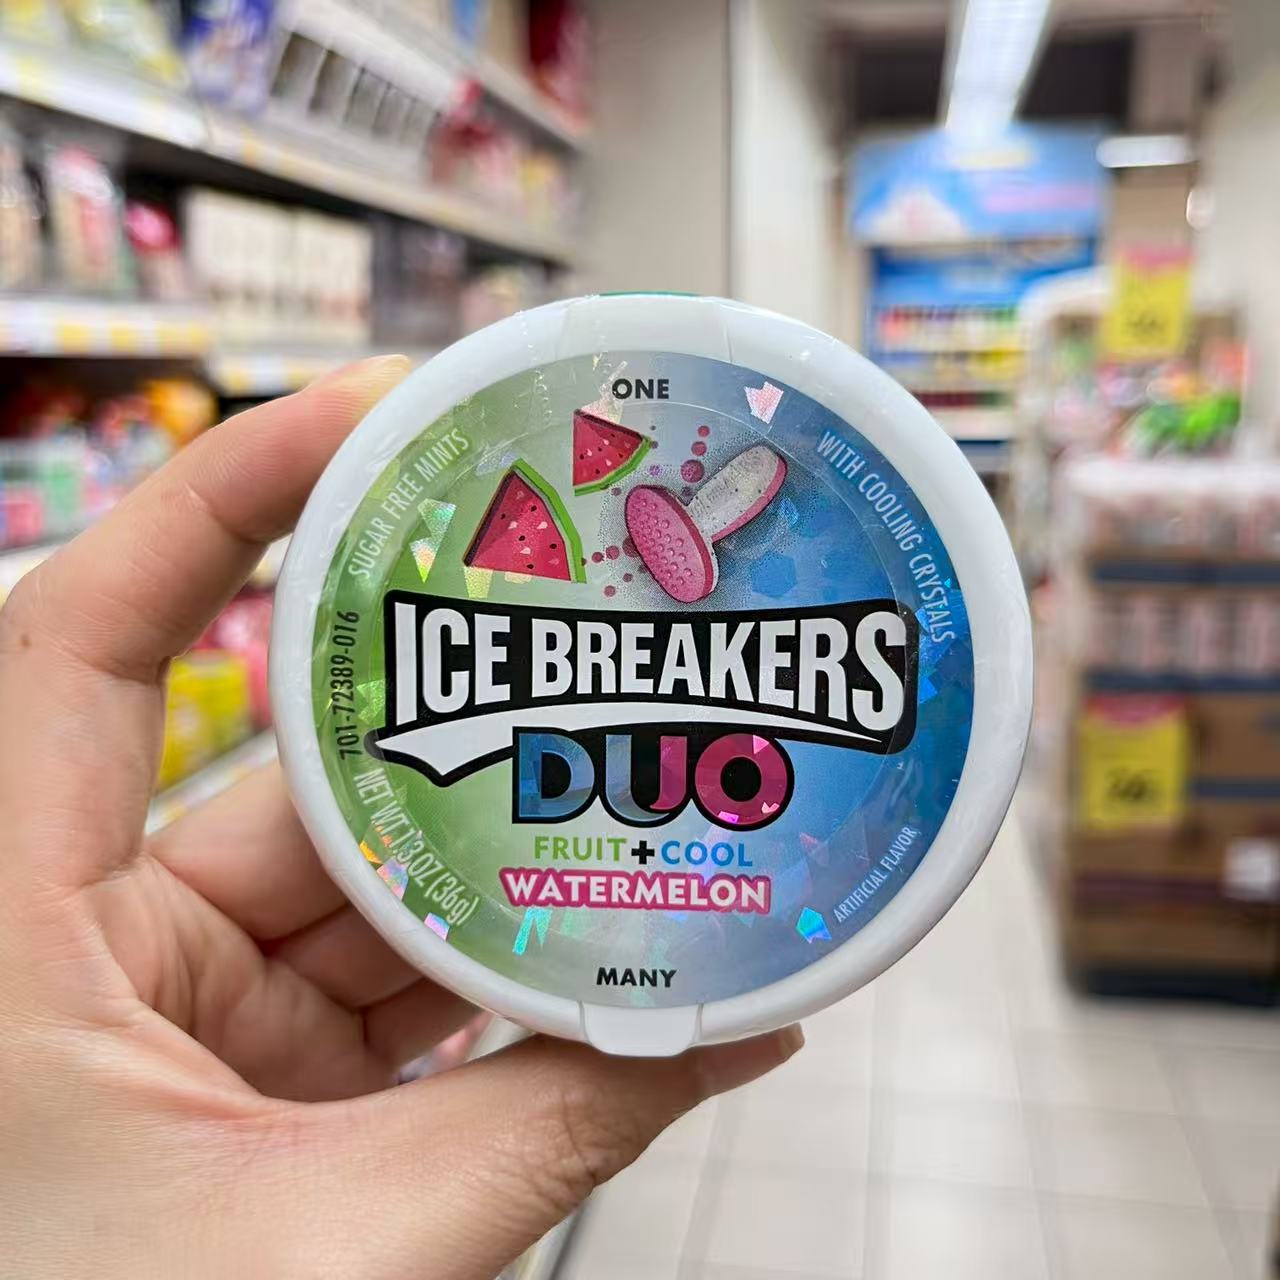 ONE
SUGAR FREE MINTS
WITH COOLING CRYSTALS
701-72389-016
ICE BREAKERS
DUO
FRUIT+COOL
WATERMELON
NET WT 1.3 OZ (36g)
ARTIFICIAL FLAVOR
MANY